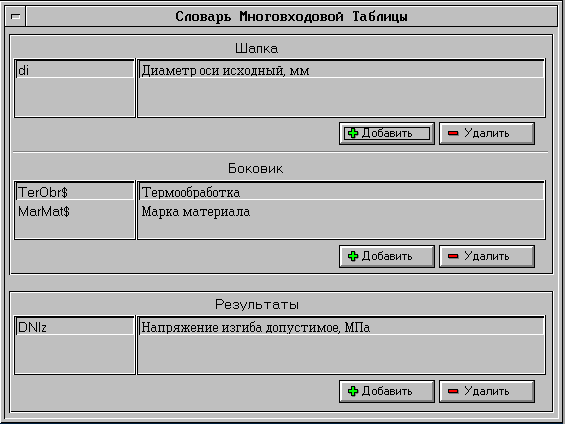 Словарь Многовходовой Таблицы
Шапка
di Диаметр оси исходный, мм
Добавить Удалить
Боковик
TerObr$ Термообработка
MarMat$ Марка материала
Добавить Удалить
Результаты
DNIz Напряжение изгиба допустимое, МПа
Добавить Удалить